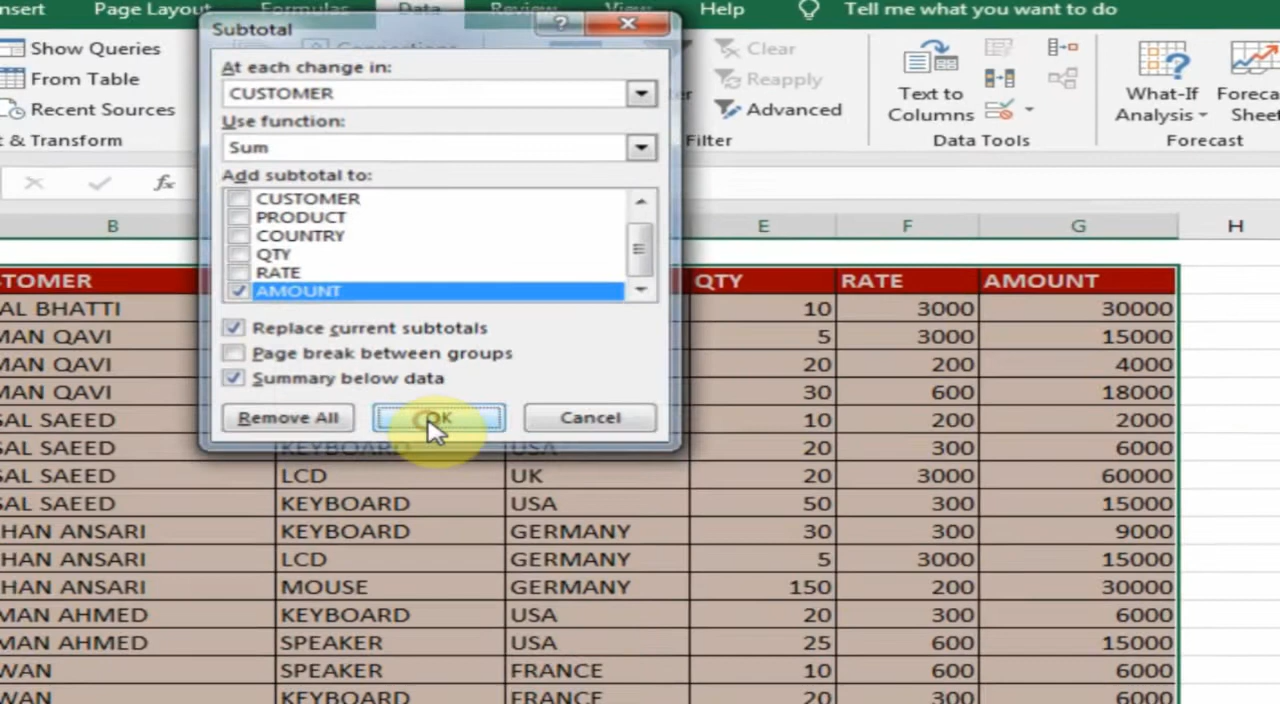 nsert Page Layout Formulas Data Review View Help Tell me what you want to do
Subtotal
?
At each change in:
CUSTOMER
Use function:
Sum
Add subtotal to:
CUSTOMER
PRODUCT
COUNTRY
QTY
RATE
AMOUNT
Replace current subtotals
Page break between groups
Summary below data
Remove All OK Cancel
Show Queries
From Table
Recent Sources
& Transform
Connections
Clear
Reapply
Advanced
Filter
Text to
Columns
Data Tools
What-If
Analysis
Foreca
Sheet
Forecast
fx
B E F G H
TOMER QTY RATE AMOUNT
AL BHATTI 10 3000 30000
MAN QAVI 5 3000 15000
MAN QAVI 20 200 4000
MAN QAVI 30 600 18000
SAL SAEED 10 200 2000
SAL SAEED KEYBOARD USA 20 300 6000
SAL SAEED LCD UK 20 3000 60000
SAL SAEED KEYBOARD USA 50 300 15000
HAN ANSARI KEYBOARD GERMANY 30 300 9000
HAN ANSARI LCD GERMANY 5 3000 15000
HAN ANSARI MOUSE GERMANY 150 200 30000
MAN AHMED KEYBOARD USA 20 300 6000
MAN AHMED SPEAKER USA 25 600 15000
WAN SPEAKER FRANCE 10 600 6000
WAN KEYBOARD FRANCE 20 300 6000